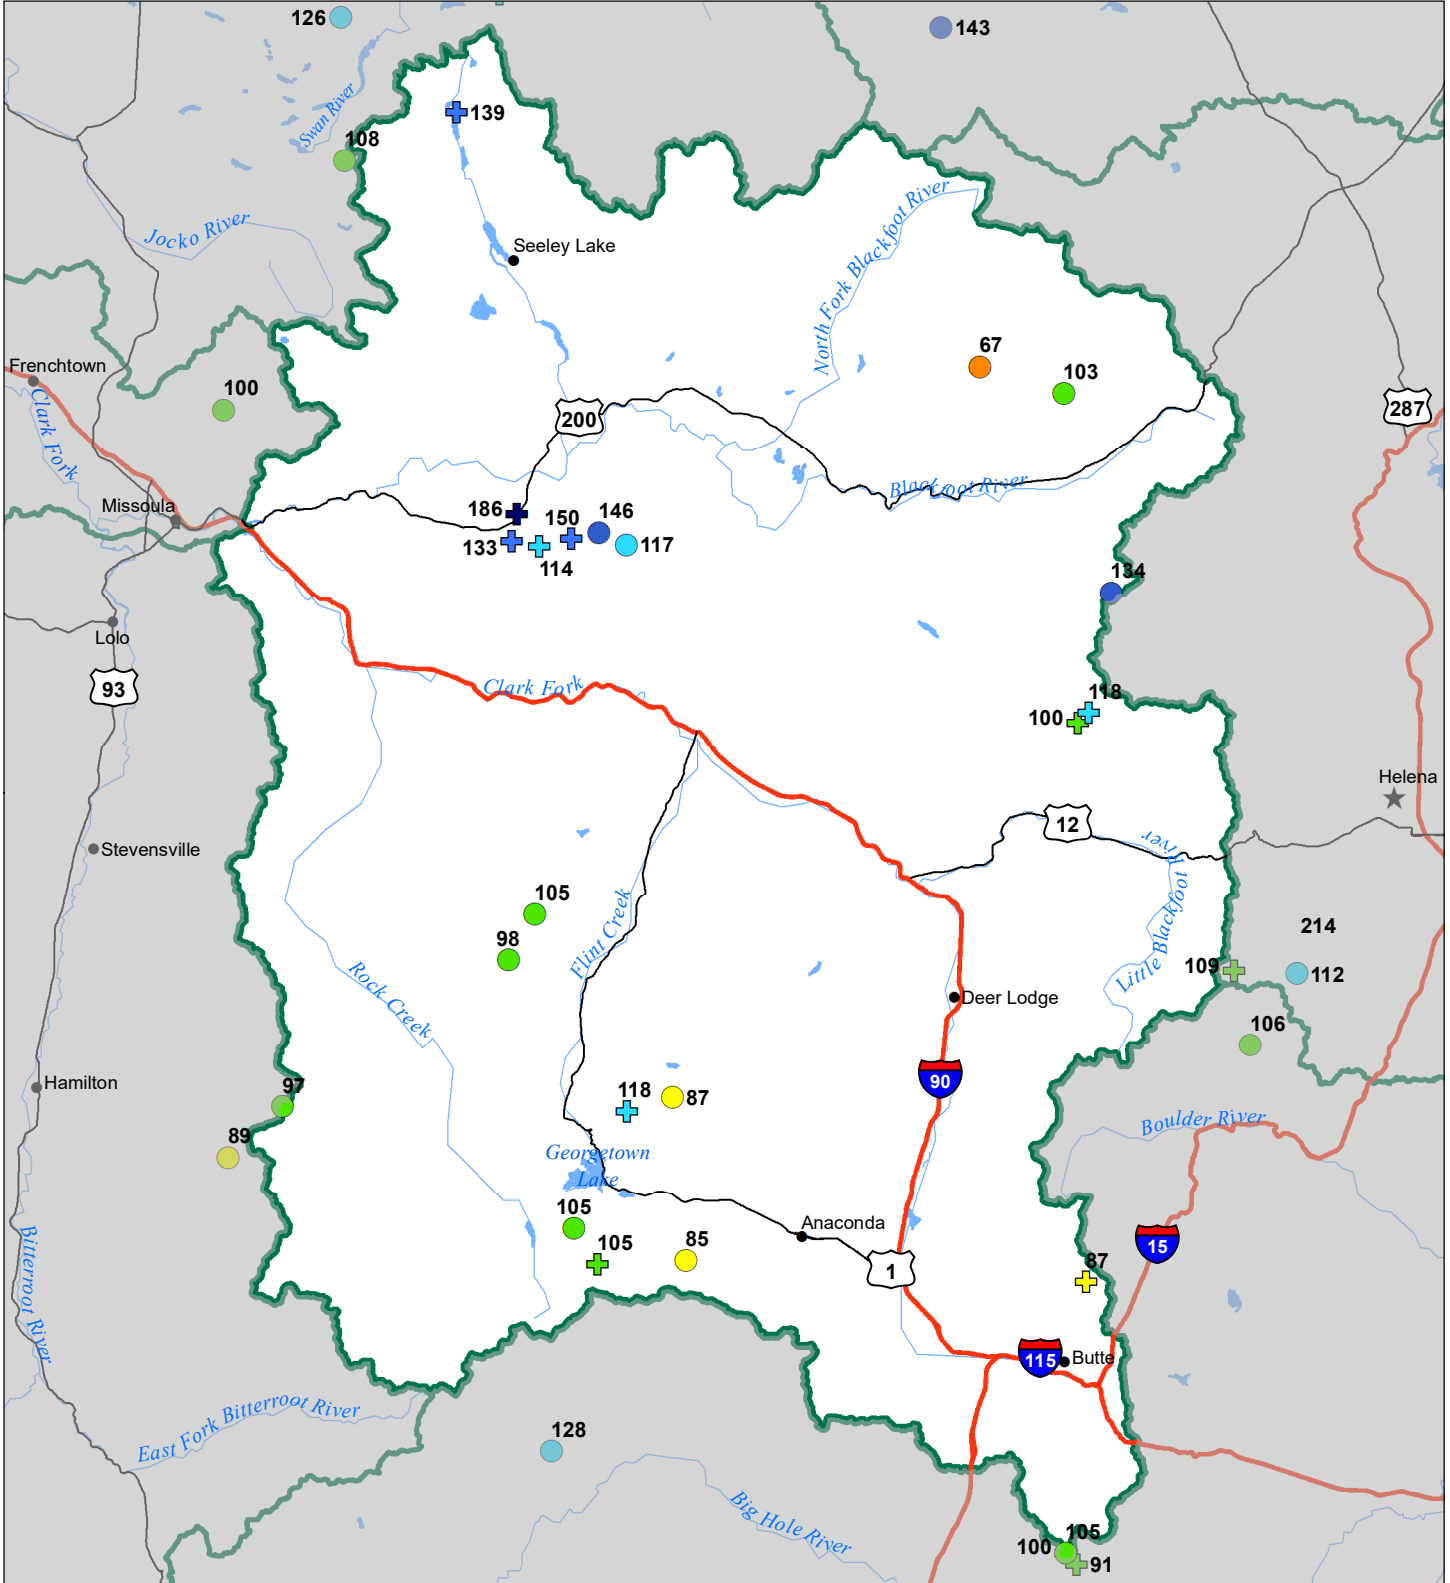 126
143
139
Swan River
108
Jocko River
Seeley Lake
North Fork Blackfoot River
67
103
Frenchtown
100
Clark Fork
200
287
Blackfoot River
Missoula
186
150
146
133
114
117
134
Lolo
93
Clark Fork
118
100
Helena
12
Stevensville
Little Blackfoot River
105
98
Flint Creek
214
109
112
Rock Creek
Deer Lodge
106
90
Hamilton
97
118
87
89
Boulder River
Georgetown
Lake
105
105
85
Anaconda
1
15
87
Bitterroot River
115
Butte
East Fork Bitterroot River
128
Big Hole River
105
100
91